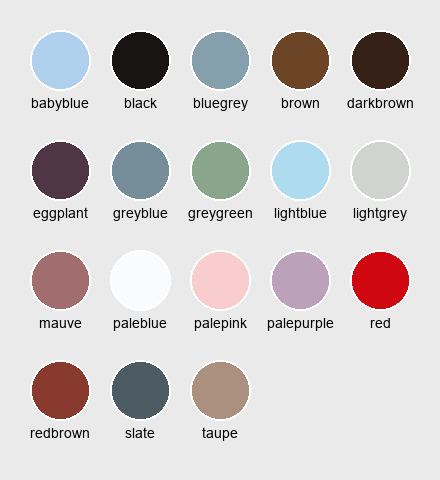 babyblue black bluegrey brown darkbrown
eggplant greyblue greygreen lightblue lightgrey
mauve paleblue palepink palepurple red
redbrown slate taupe